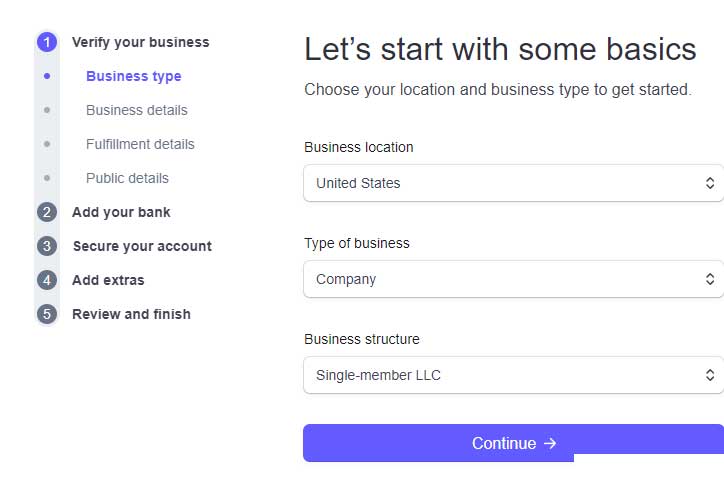 1 Verify your business
Business type
Business details
Fulfillment details
Public details
2 Add your bank
3 Secure your account
4 Add extras
5 Review and finish
Let’s start with some basics
Choose your location and business type to get started.
Business location
United States
Type of business
Company
Business structure
Single-member LLC
Continue →